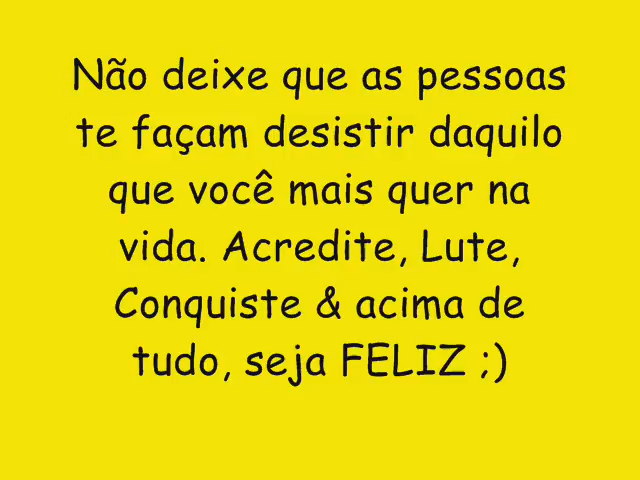 Não deixe que as pessoas
te façam desistir daquilo
que você mais quer na
vida. Acredite, Lute,
Conquiste & acima de
tudo, seja FELIZ ;)